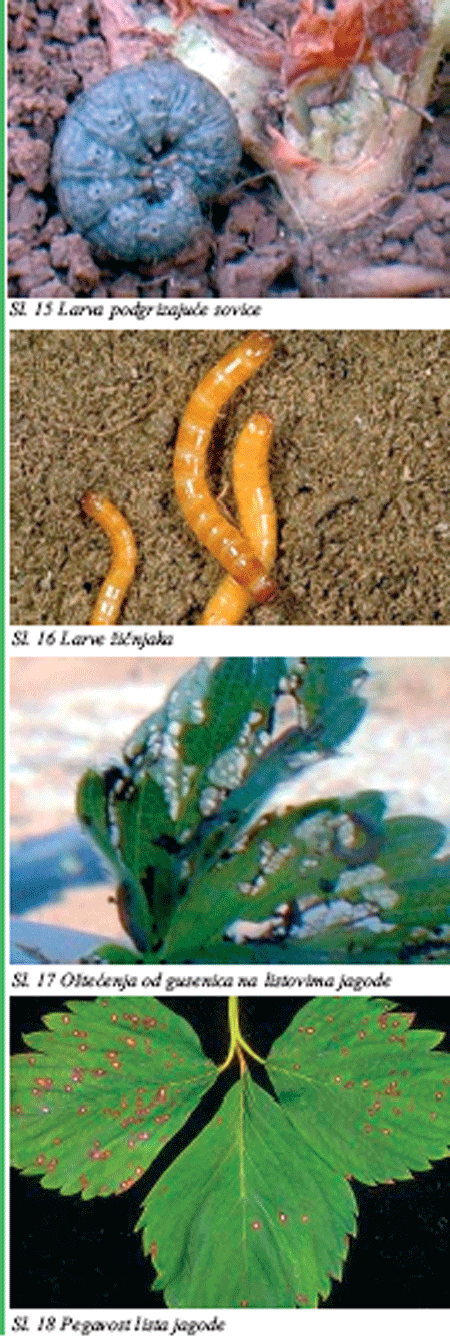 Sl. 15 Larva podgrizajuće sovice
Sl. 16 Larve žičnjaka
Sl. 17 Oštećenja od gusenica na listovima jagode
Sl. 18 Pegavost lista jagode